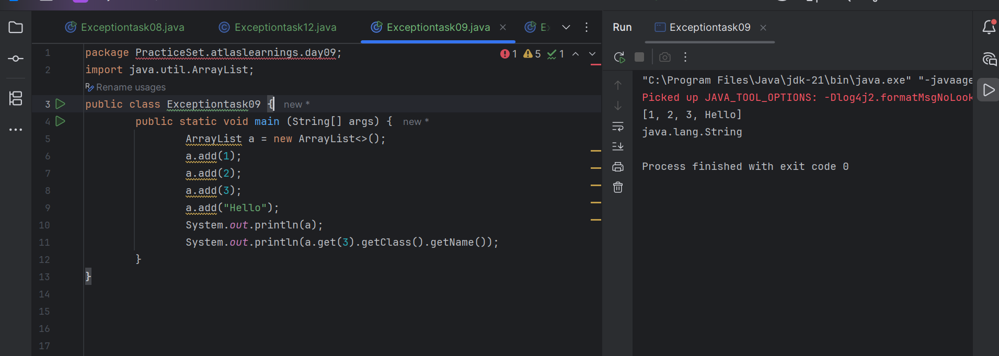 Exceptiontask08.java
Exceptiontask12.java
Exceptiontask09.java
Run
Exceptiontask09
1 package PracticeSet.atlaslearnings.day09;
1 5 1
2 import java.util.ArrayList;
Rename usages
3 public class Exceptiontask09 { new *
4 public static void main (String[] args) { new *
5 ArrayList a = new ArrayList<>();
6 a.add(1);
7 a.add(2);
8 a.add(3);
9 a.add("Hello");
10 System.out.println(a);
11 System.out.println(a.get(3).getClass().getName());
12 }
13 }
14
15
16
17
"C:\Program Files\Java\jdk-21\bin\java.exe" "-javaage
Picked up JAVA_TOOL_OPTIONS: -Dlog4j2.formatMsgNoLook
[1, 2, 3, Hello]
java.lang.String
Process finished with exit code 0